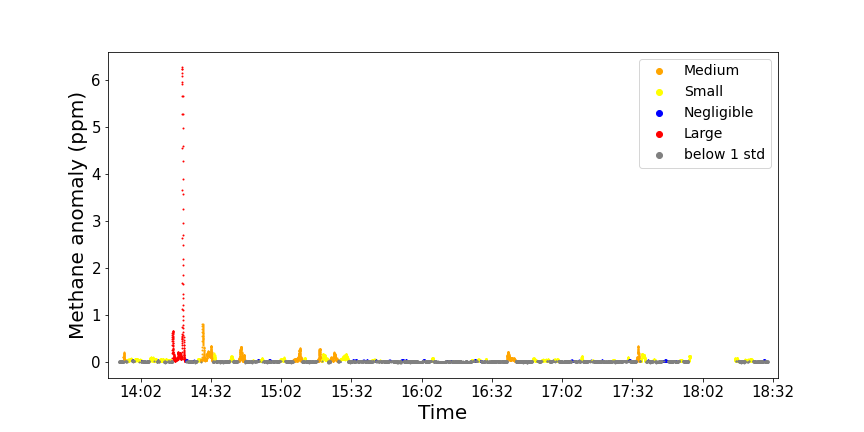 Methane anomaly (ppm)
6
5
4
3
2
1
0
Medium
Small
Negligible
Large
below 1 std
14:02 14:32 15:02 15:32 16:02 16:32 17:02 17:32 18:02 18:32
Time